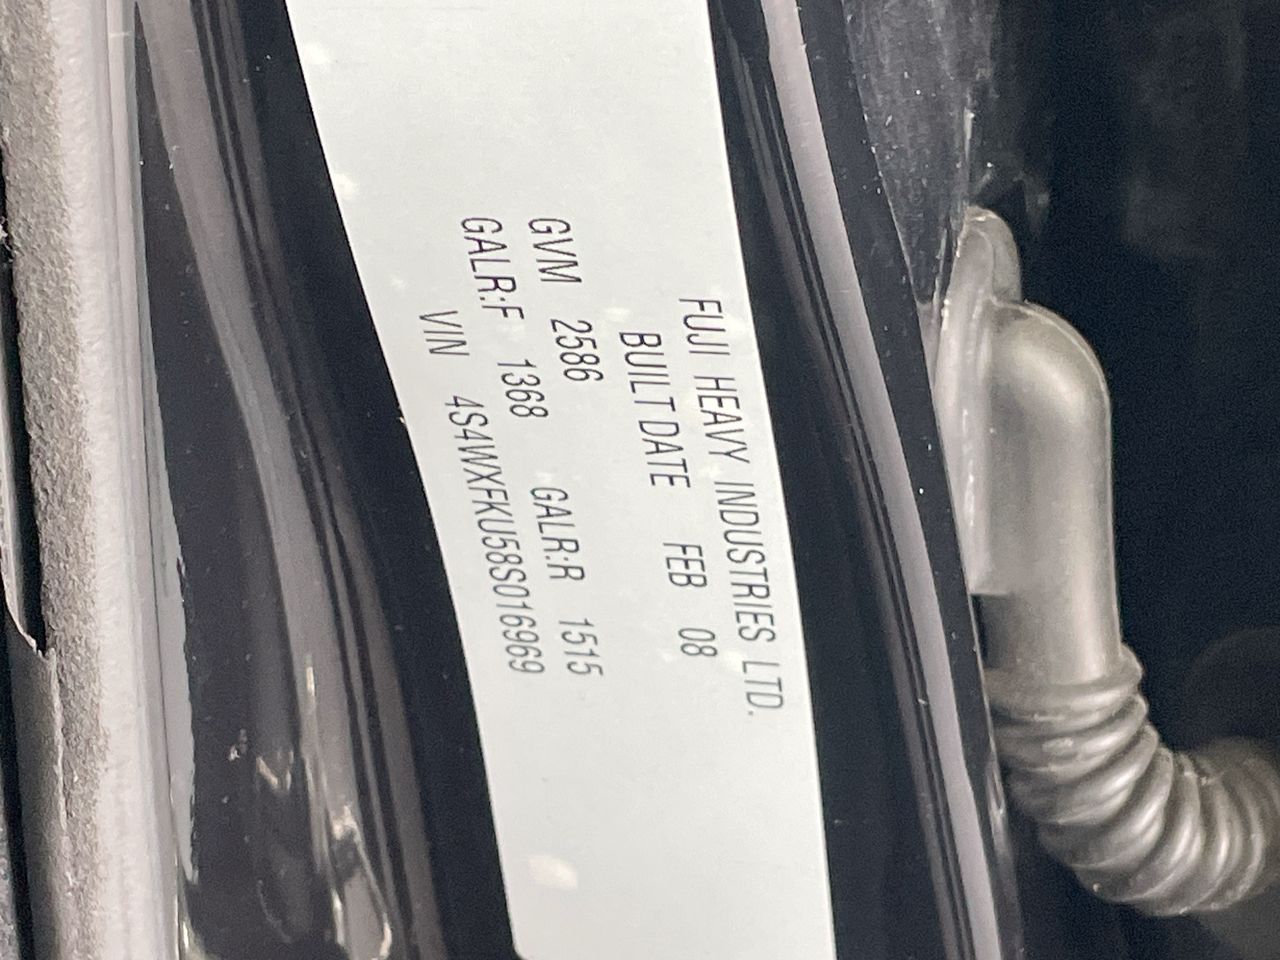 FUJI HEAVY INDUSTRIES LTD.
BUILT DATE FEB 08
GVM 2586
GALR:F 1368 GALR:R 1515
VIN 4S4WXFKU58S016969